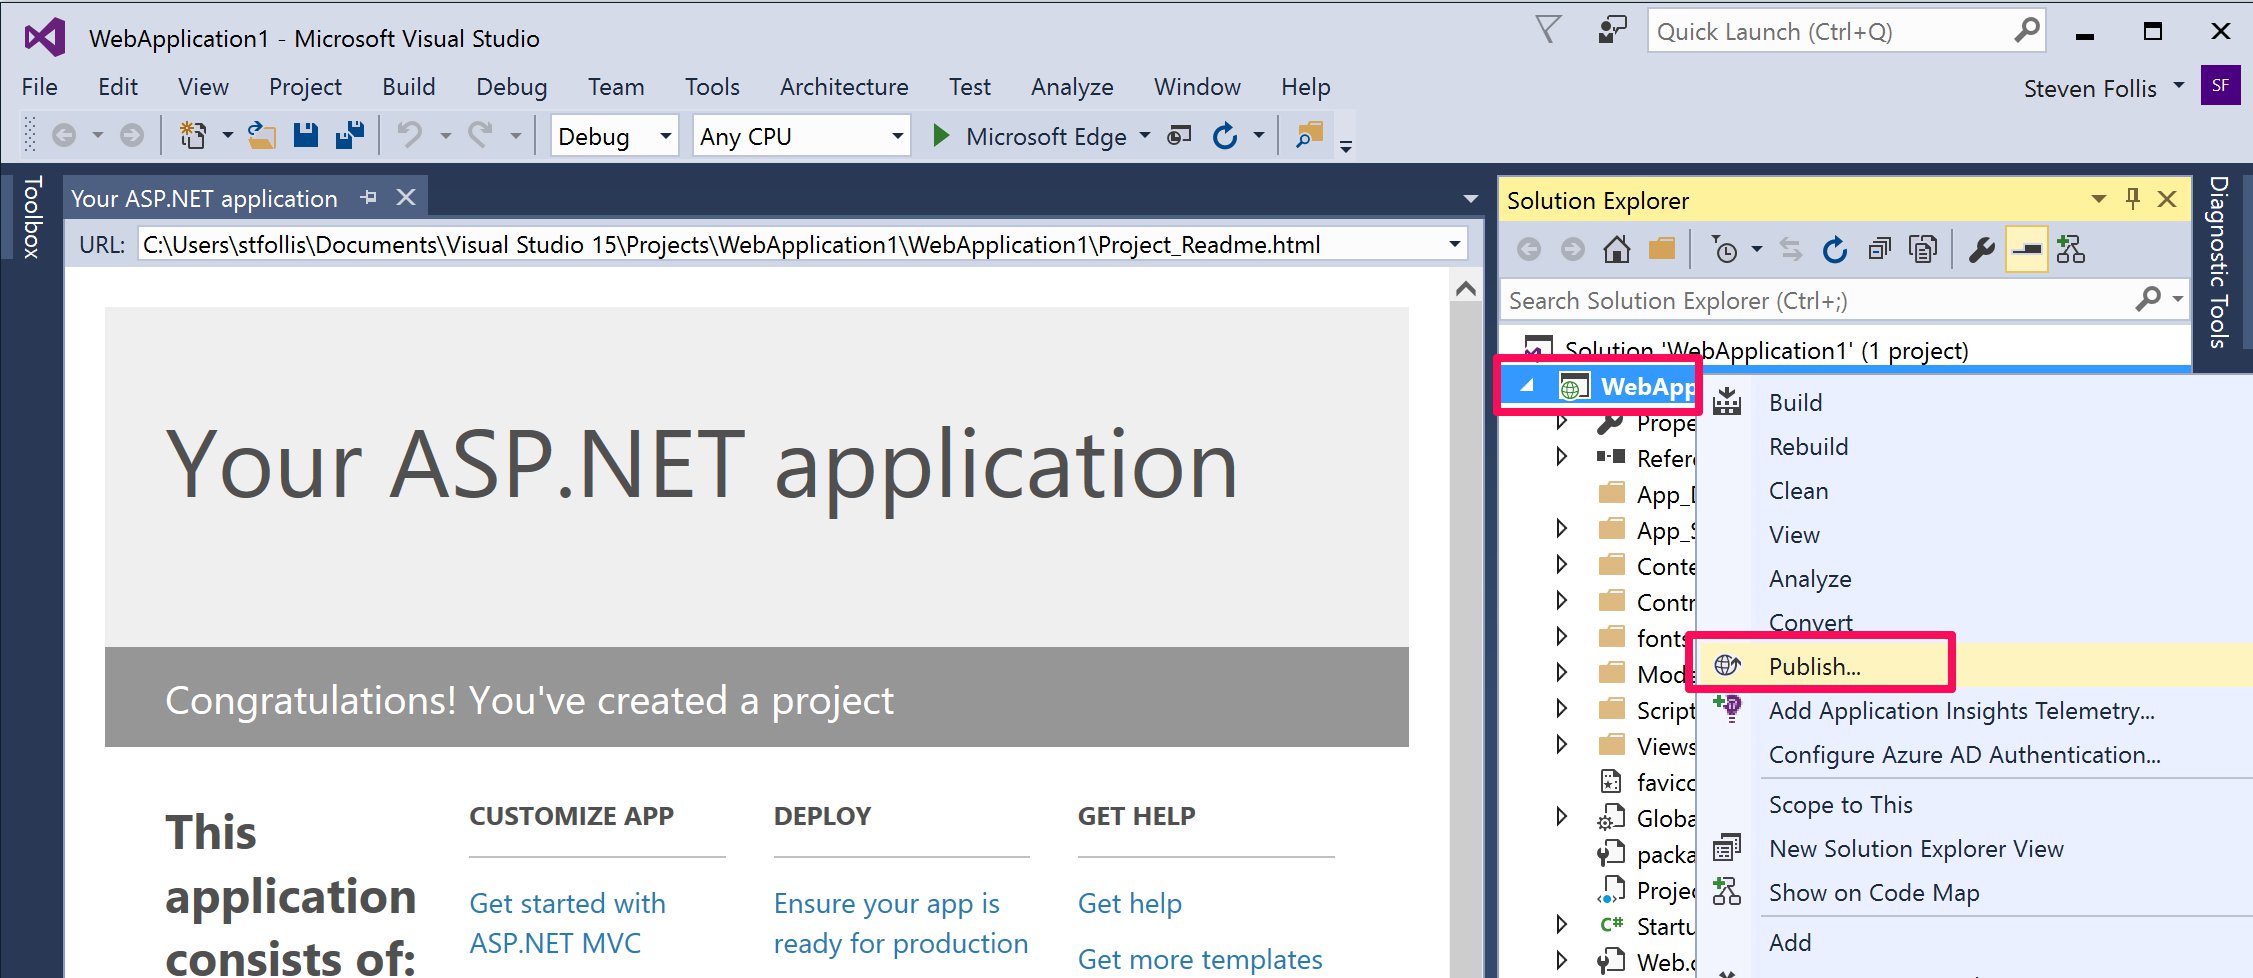 WebApplication1 - Microsoft Visual Studio
Quick Launch (Ctrl+Q)
File Edit View Project Build Debug Team Tools Architecture Test Analyze Window Help
Steven Follis SF
Debug Any CPU Microsoft Edge
Toolbox
Your ASP.NET application
URL: C:\Users\stfollis\Documents\Visual Studio 15\Projects\WebApplication1\WebApplication1\Project_Readme.html
Your ASP.NET application
Congratulations! You've created a project
This
application
consists of:
CUSTOMIZE APP
Get started with
ASP.NET MVC
DEPLOY
Ensure your app is
ready for production
GET HELP
Get help
Get more templates
Solution Explorer
Search Solution Explorer (Ctrl+;)
Solution 'WebApplication1' (1 project)
WebApp
Prope
Refere
App_D
App_S
Conte
Contr
fonts
Mode
Script
Views
favico
Globa
packa
Projec
C# Startu
Web.c
Build
Rebuild
Clean
View
Analyze
Convert
Publish...
Add Application Insights Telemetry...
Configure Azure AD Authentication...
Scope to This
New Solution Explorer View
Show on Code Map
Add
Diagnostic Tools